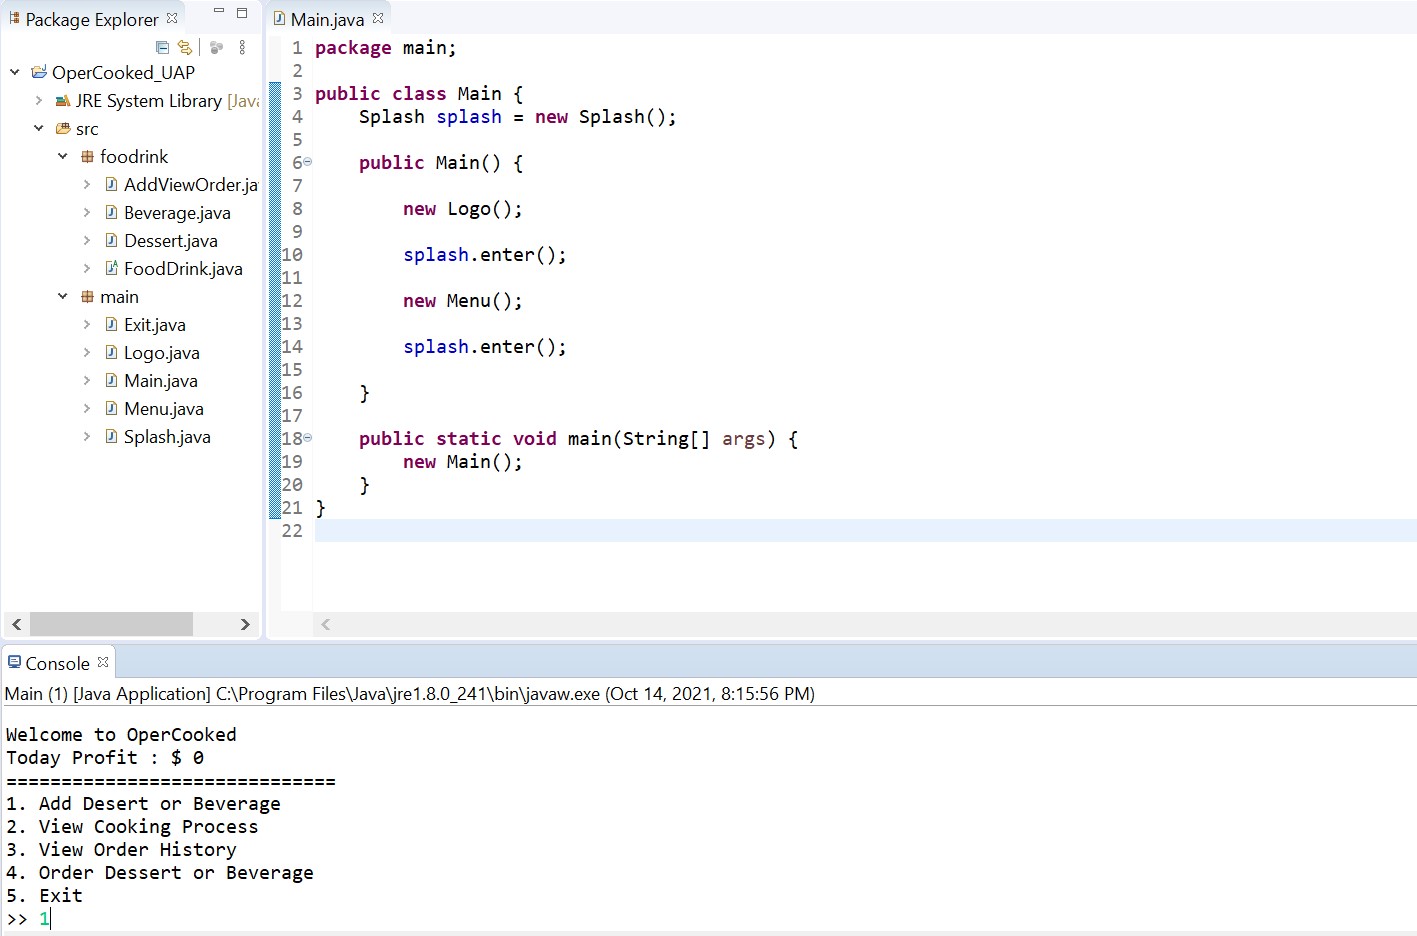 Package Explorer
OperCooked_UAP
JRE System Library [Java
src
foodrink
AddViewOrder.ja
Beverage.java
Dessert.java
FoodDrink.java
main
Exit.java
Logo.java
Main.java
Menu.java
Splash.java
Main.java
1 package main;
2
3 public class Main {
4 Splash splash = new Splash();
5
6 public Main() {
7
8 new Logo();
9
10 splash.enter();
11
12 new Menu();
13
14 splash.enter();
15
16 }
17
18 public static void main(String[] args) {
19 new Main();
20 }
21 }
22
Console
Main (1) [Java Application] C:\Program Files\Java\jre1.8.0_241\bin\javaw.exe (Oct 14, 2021, 8:15:56 PM)
Welcome to OperCooked
Today Profit : $ 0
==============================
1. Add Desert or Beverage
2. View Cooking Process
3. View Order History
4. Order Dessert or Beverage
5. Exit
>> 1